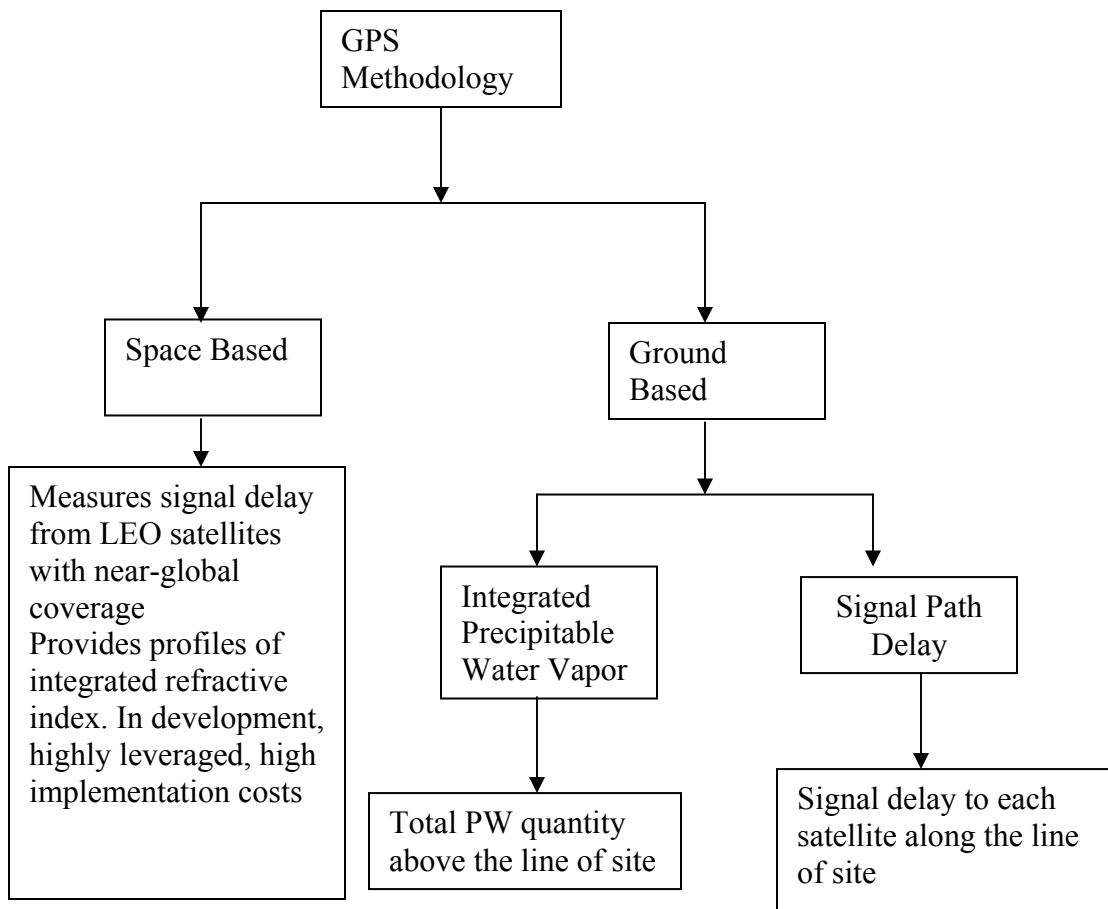 GPS
Methodology
Space Based
Ground
Based
Measures signal delay
from LEO satellites
with near-global
coverage
Provides profiles of
integrated refractive
index. In development,
highly leveraged, high
implementation costs
Integrated
Precipitable
Water Vapor
Signal Path
Delay
Total PW quantity
above the line of site
Signal delay to each
satellite along the line
of site